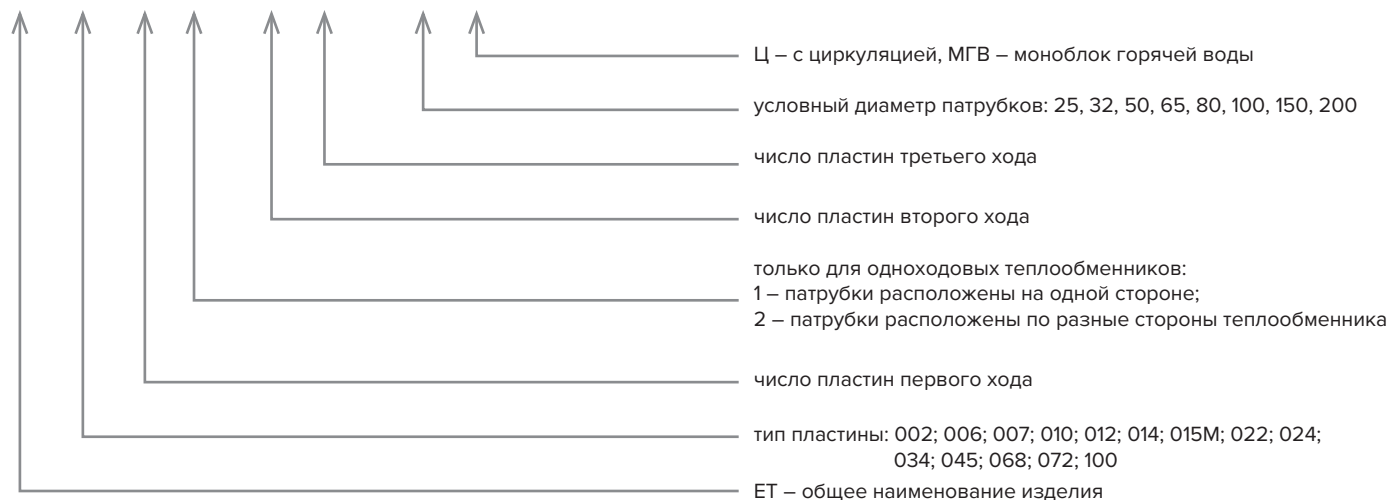 Ц – с циркуляцией, МГВ – моноблок горячей воды
условный диаметр патрубков: 25, 32, 50, 65, 80, 100, 150, 200
число пластин третьего хода
число пластин второго хода
только для одноходовых теплообменников:
1 – патрубки расположены на одной стороне;
2 – патрубки расположены по разные стороны теплообменника
число пластин первого хода
тип пластины: 002; 006; 007; 010; 012; 014; 015М; 022; 024;
034; 045; 068; 072; 100
ЕТ – общее наименование изделия